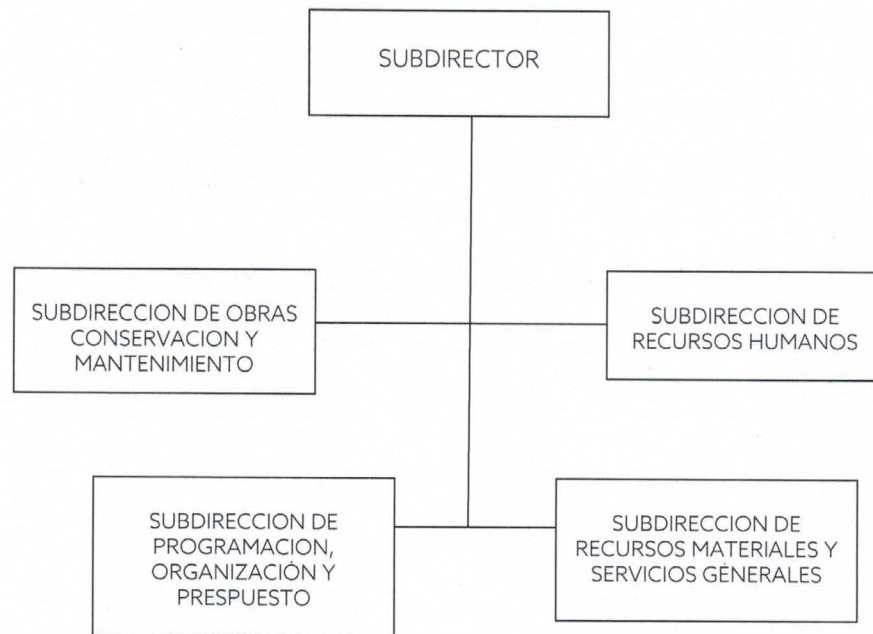 SUBDIRECTOR
SUBDIRECCION DE OBRAS
CONSERVACION Y
MANTENIMIENTO
SUBDIRECCION DE
RECURSOS HUMANOS
SUBDIRECCION DE
PROGRAMACION,
ORGANIZACIÓN Y
PRESPUESTO
SUBDIRECCION DE
RECURSOS MATERIALES Y
SERVICIOS GÉNERALES